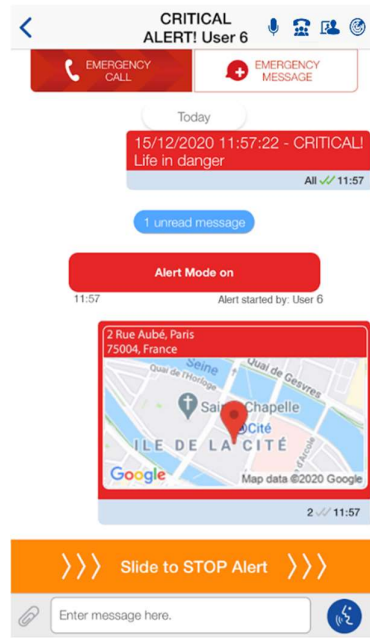 CRITICAL
ALERT! User 6
EMERGENCY
CALL
EMERGENCY
MESSAGE
Today
15/12/2020 11:57:22 - CRITICAL!
Life in danger
All 11:57
1 unread message
Alert Mode on
11:57 Alert started by: User 6
2 Rue Aubé, Paris
75004, France
Seine
Quai de l'Horloge
Quai de Gesvres
Sai Chapelle
Cité
ILE DE LA CITÉ
d'Arcole
Google Map data ©2020 Google
2 11:57
Slide to STOP Alert
Enter message here.